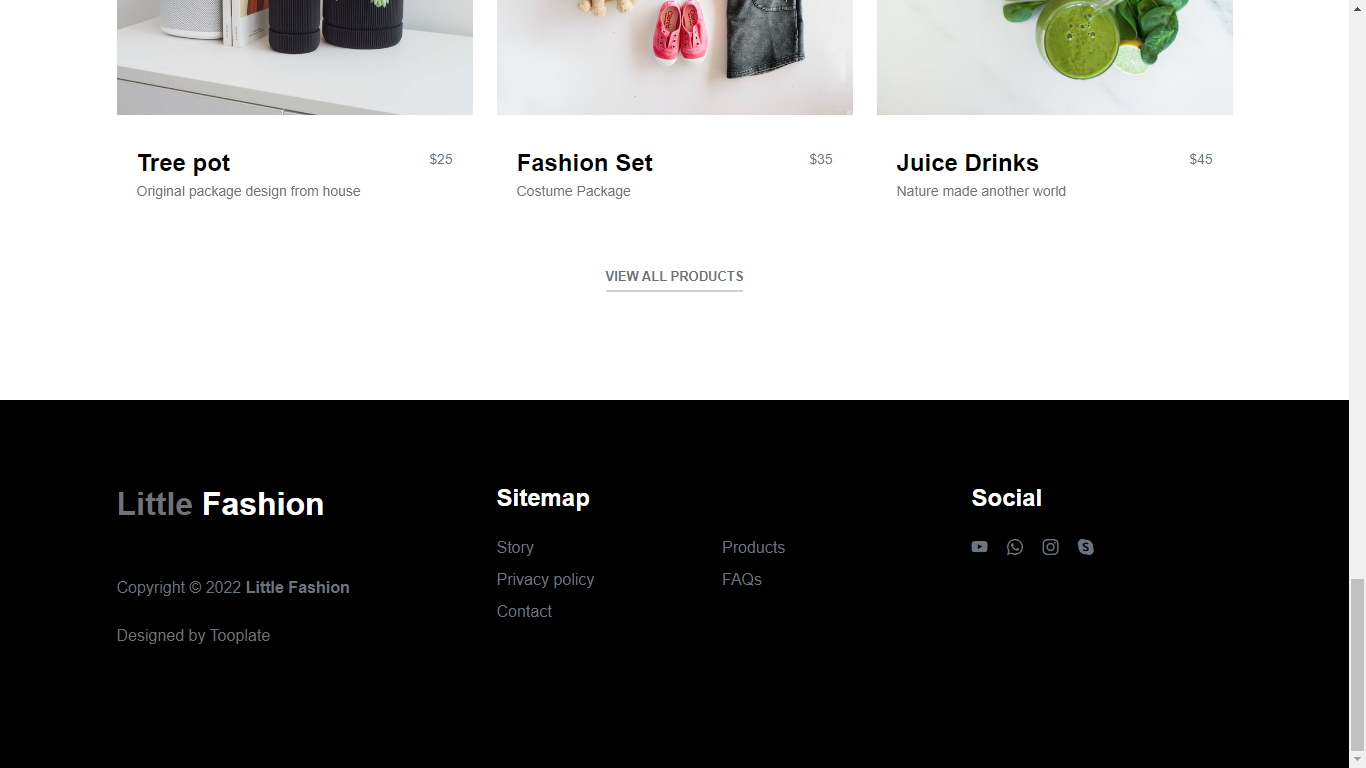 Tree pot
$25
Original package design from house
Fashion Set
$35
Costume Package
Juice Drinks
$45
Nature made another world
VIEW ALL PRODUCTS
Little Fashion
Copyright © 2022 Little Fashion
Designed by Tooplate
Sitemap
Story
Products
Privacy policy
FAQs
Contact
Social